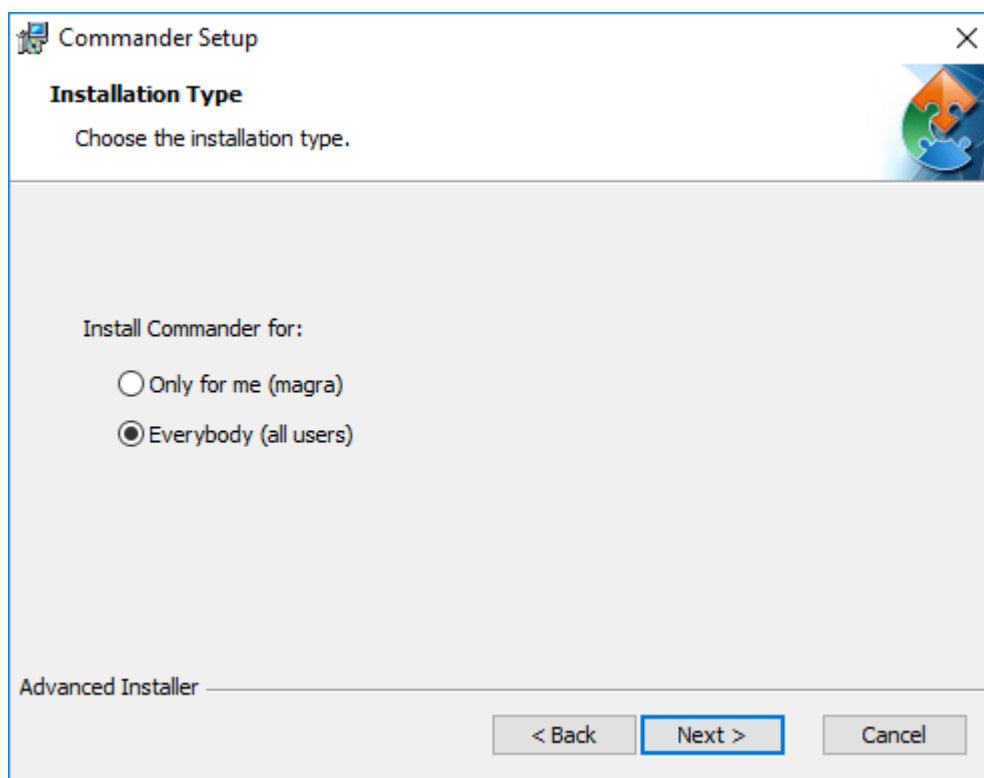 Commander Setup
Installation Type
Choose the installation type.
Install Commander for:
Only for me (magra)
Everybody (all users)
Advanced Installer
< Back Next > Cancel